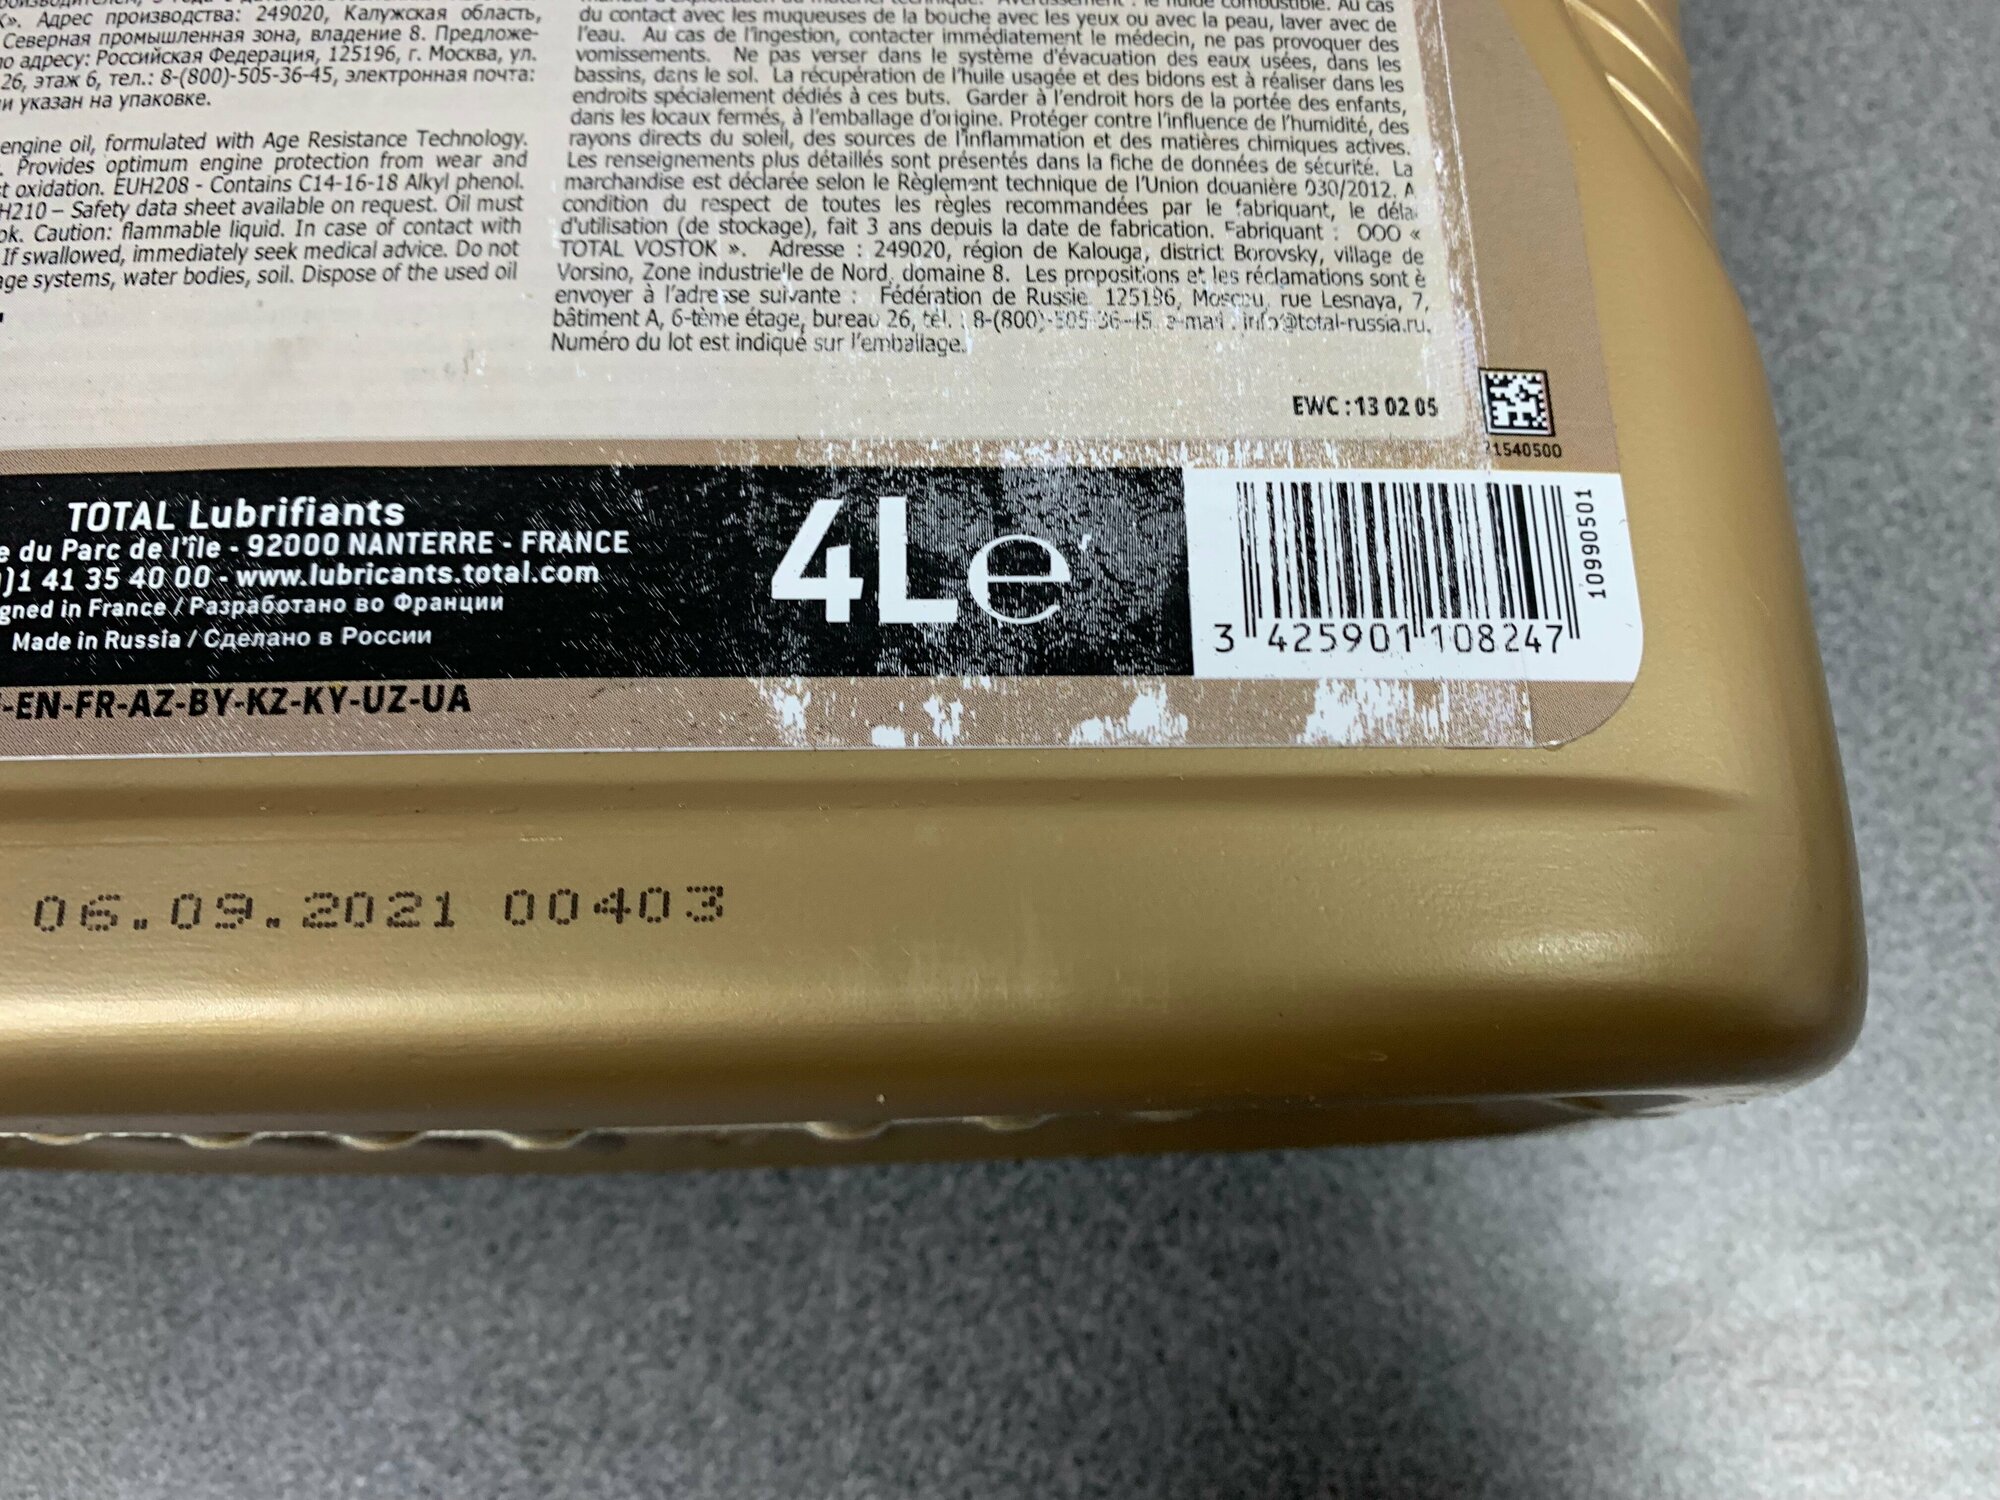 ». Адрес производства: 249020, Калужская область,
Северная промышленная зона, владение 8. Предложе-
по адресу: Российская Федерация, 125196, г. Москва, ул.
26, этаж 6, тел.: 8-(800)-505-36-45, электронная почта:
указан на упаковке.
engine oil, formulated with Age Resistance Technology.
Provides optimum engine protection from wear and
oxidation. EUH208 - Contains C14-16-18 Alkyl phenol.
H210 – Safety data sheet available on request. Oil must
Caution: flammable liquid. In case of contact with
If swallowed, immediately seek medical advice. Do not
systems, water bodies, soil. Dispose of the used oil
combustible. Au cas
du contact avec les muqueuses de la bouche avec les yeux ou avec la peau, laver avec de
l'eau. Au cas de l'ingestion, contacter immédiatement le médecin, ne pas provoquer des
vomissements. Ne pas verser dans le système d'évacuation des eaux usées, dans les
bassins, dans le sol. La récupération de l'huile usagée et des bidons est à réaliser dans les
endroits spécialement dédiés à ces buts. Garder à l'endroit hors de la portée des enfants,
dans les locaux fermés, à l'emballage d'origine. Protéger contre l'influence de l'humidité, des
rayons directs du soleil, des sources de l'inflammation et des matières chimiques actives.
Les renseignements plus détaillés sont présentés dans la fiche de données de sécurité. La
marchandise est déclarée selon le Règlement technique de l'Union douanière 030/2012. A
condition du respect de toutes les règles recommandées par le fabriquant, le délai
d'utilisation (de stockage), fait 3 ans depuis la date de fabrication. Fabriquant : ООО «
TOTAL VOSTOK ». Adresse : 249020, région de Kalouga, district Borovsky, village de
Vorsino, Zone industrielle de Nord, domaine 8. Les propositions et les réclamations sont è
envoyer à l'adresse suivante : Fédération de Russie, 125196, Moscou, rue Lesnaya, 7,
bâtiment A, 6-tème étage, bureau 26, tél. : 8-(800)-505-36-45, e-mail : info@total-russia.ru.
Numéro du lot est indiqué sur l'emballage.
EWC : 13 02 05
1540500
TOTAL Lubrifiants
du Parc de l'île - 92000 NANTERRE - FRANCE
)1 41 35 40 00 - www.lubricants.total.com
in France / Разработано во Франции
Made in Russia / Сделано в России
4L e
10990501
3 425901 108247
-EN-FR-AZ-BY-KZ-KY-UZ-UA
06.09.2021 00403